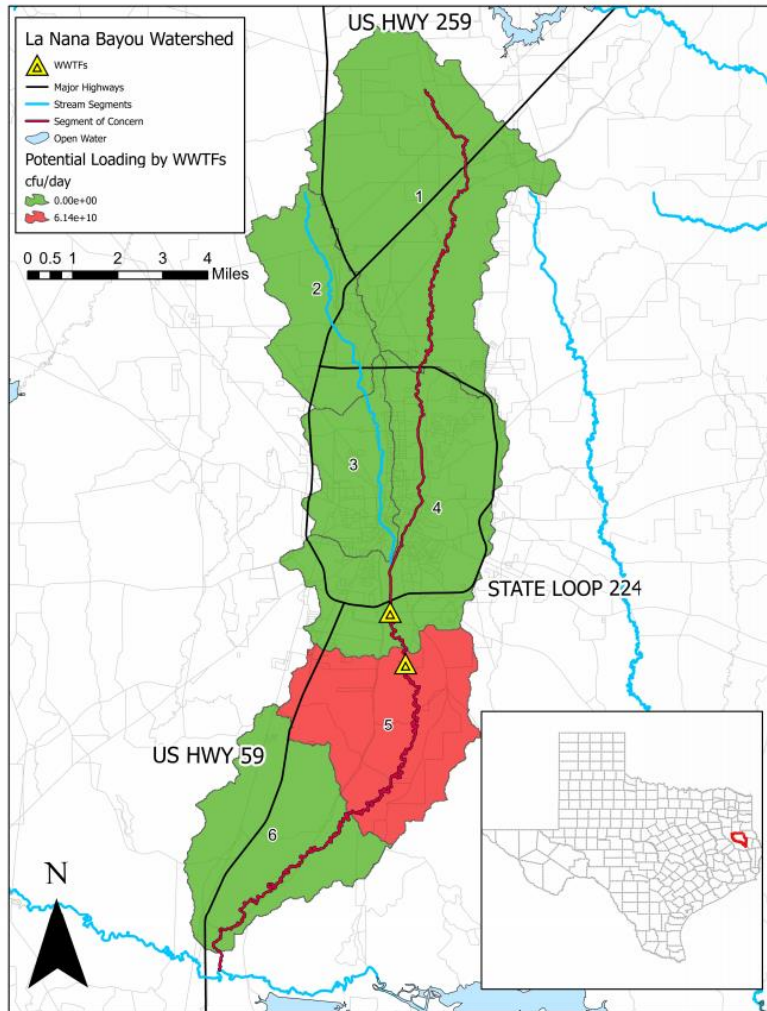 US HWY 259
La Nana Bayou Watershed
WWTFs
Major Highways
Stream Segments
Segment of Concern
Open Water
Potential Loading by WWTFs
cfu/day
0.00e+00
6.14e+10
0 0.5 1 2 3 4
Miles
1
2
3
4
STATE LOOP 224
5
US HWY 59
6
N